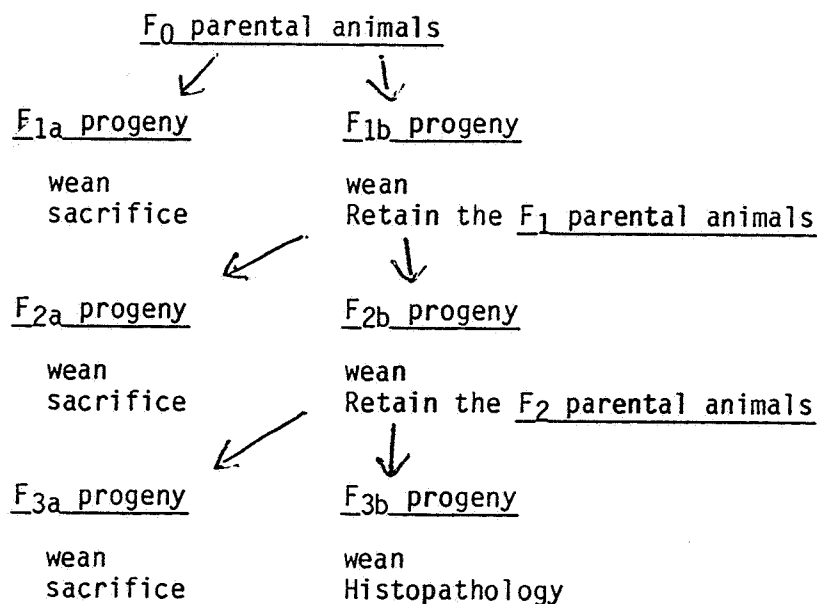 F0 parental animals
F1a progeny F1b progeny
wean wean
sacrifice Retain the F1 parental animals
F2a progeny F2b progeny
wean wean
sacrifice Retain the F2 parental animals
F3a progeny F3b progeny
wean wean
sacrifice Histopathology